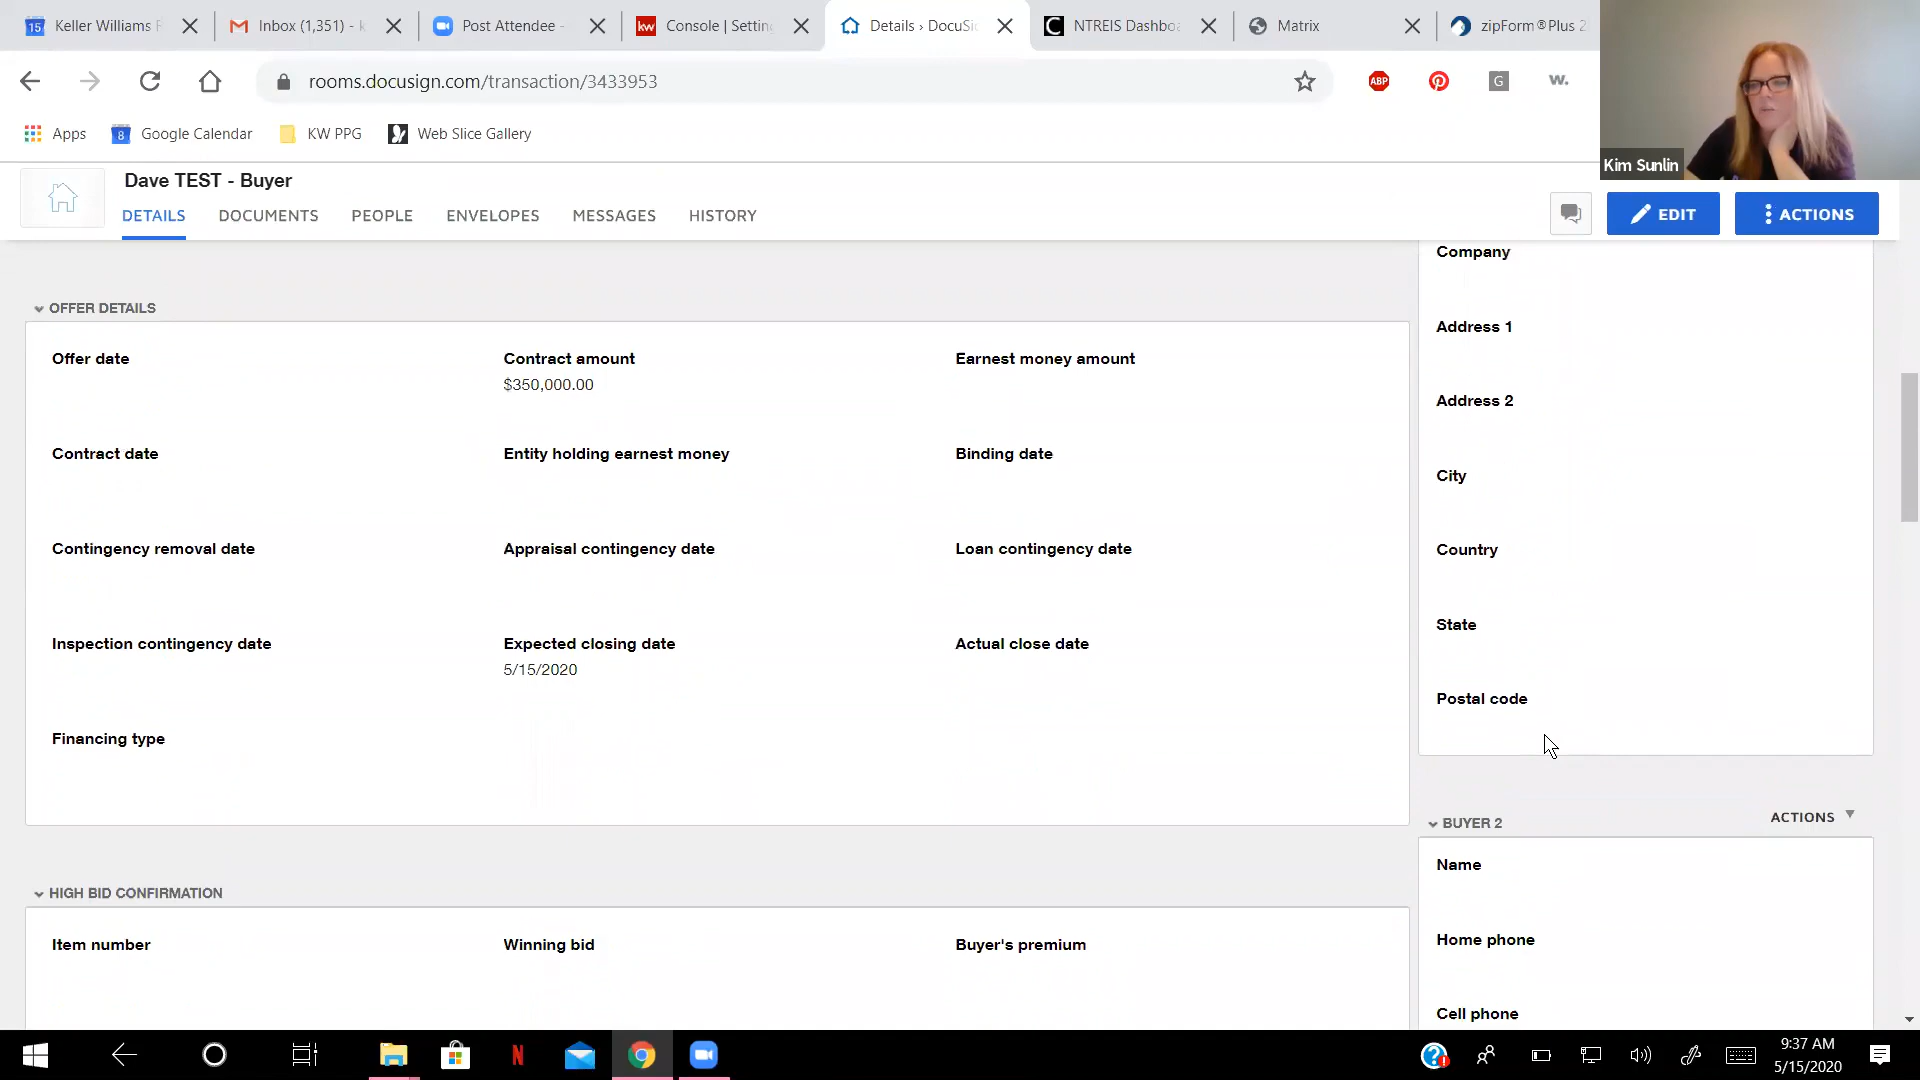 15 Keller Williams R
Inbox (1,351) - k
Post Attendee -
kw Console | Setting
Details › DocuSig
C NTREIS Dashbo
Matrix
zipForm®Plus 2
rooms.docusign.com/transaction/3433953
ABP
G
w.
Apps
8 Google Calendar
KW PPG
Web Slice Gallery
Kim Sunlin
Dave TEST - Buyer
DETAILS
DOCUMENTS
PEOPLE
ENVELOPES
MESSAGES
HISTORY
EDIT
ACTIONS
OFFER DETAILS
Offer date
Contract amount
$350,000.00
Earnest money amount
Contract date
Entity holding earnest money
Binding date
Contingency removal date
Appraisal contingency date
Loan contingency date
Inspection contingency date
Expected closing date
5/15/2020
Actual close date
Financing type
HIGH BID CONFIRMATION
Item number
Winning bid
Buyer's premium
Company
Address 1
Address 2
City
Country
State
Postal code
BUYER 2
ACTIONS
Name
Home phone
Cell phone
N
9:37 AM
5/15/2020